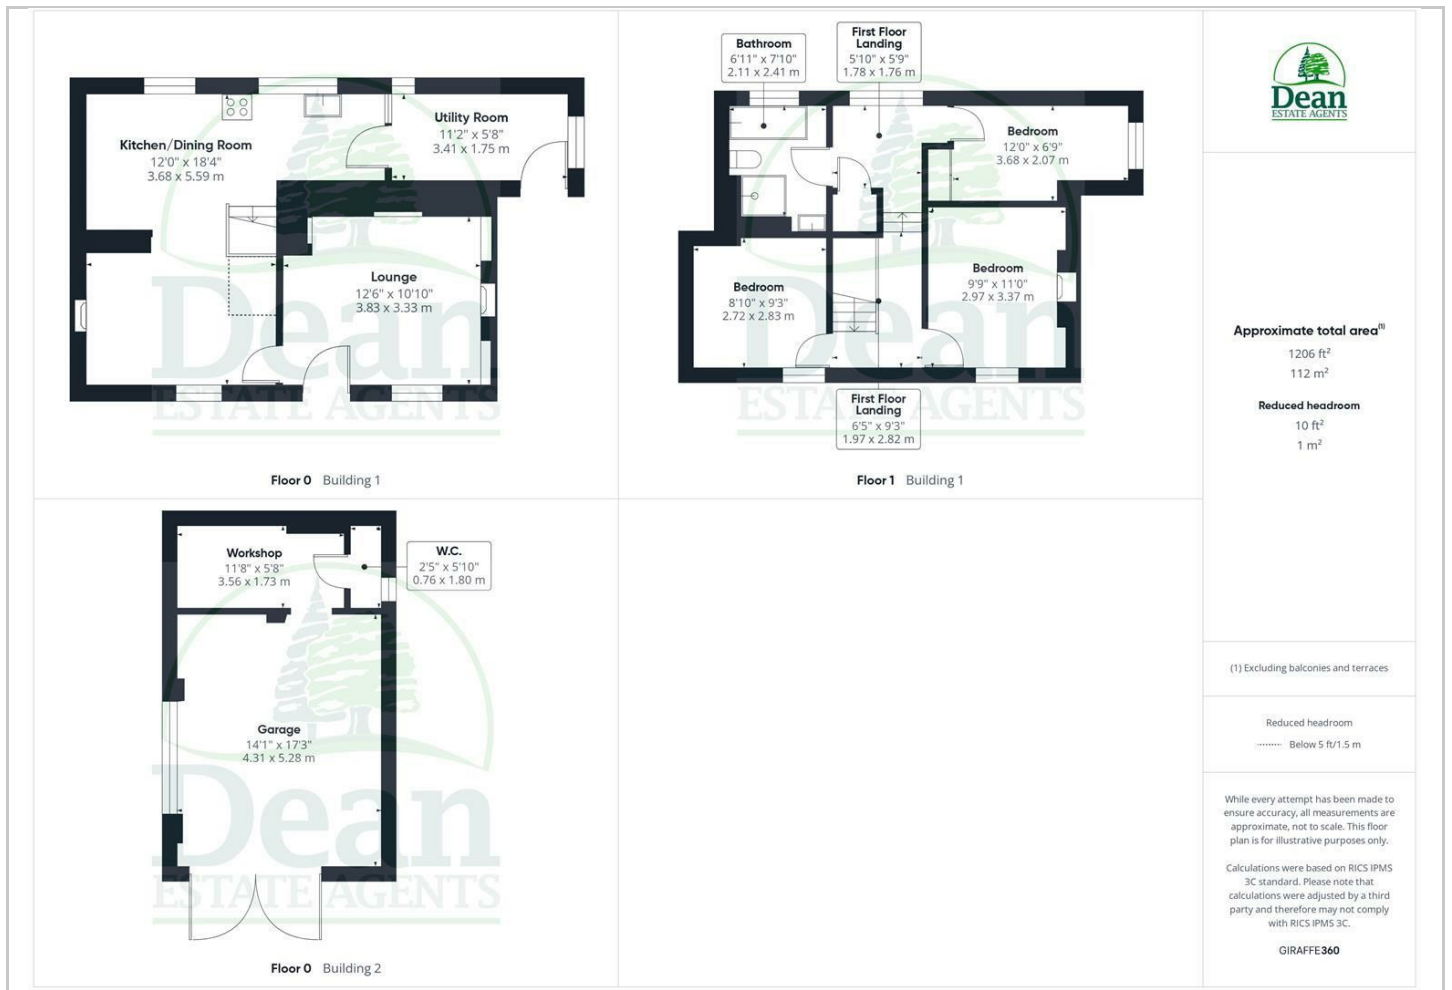 Kitchen/Dining Room
12'0" x 18'4"
3.68 x 5.59 m
Utility Room
11'2" x 5'8"
3.41 x 1.75 m
Lounge
12'6" x 10'10"
3.83 x 3.33 m
Dean
ESTATE AGENTS
Floor 0 Building 1
Bathroom
6'11" x 7'10"
2.11 x 2.41 m
First Floor
Landing
5'10" x 5'9"
1.78 x 1.76 m
Bedroom
12'0" x 6'9"
3.68 x 2.07 m
Bedroom
8'10" x 9'3"
2.72 x 2.83 m
Bedroom
9'9" x 11'0"
2.97 x 3.37 m
Dean
ESTATE AGENTS
First Floor
Landing
6'5" x 9'3"
1.97 x 2.82 m
Floor 1 Building 1
Workshop
11'8" x 5'8"
3.56 x 1.73 m
W.C.
2'5" x 5'10"
0.76 x 1.80 m
Garage
14'1" x 17'3"
4.31 x 5.28 m
Dean
ESTATE AGENTS
Floor 0 Building 2
Dean
ESTATE AGENTS
Approximate total area(1)
1206 ft²
112 m²
Reduced headroom
10 ft²
1 m²
(1) Excluding balconies and terraces
Reduced headroom
Below 5 ft/1.5 m
While every attempt has been made to
ensure accuracy, all measurements are
approximate, not to scale. This floor
plan is for illustrative purposes only.
Calculations were based on RICS IPMS
3C standard. Please note that
calculations were adjusted by a third
party and therefore may not comply
with RICS IPMS 3C.
GIRAFFE360